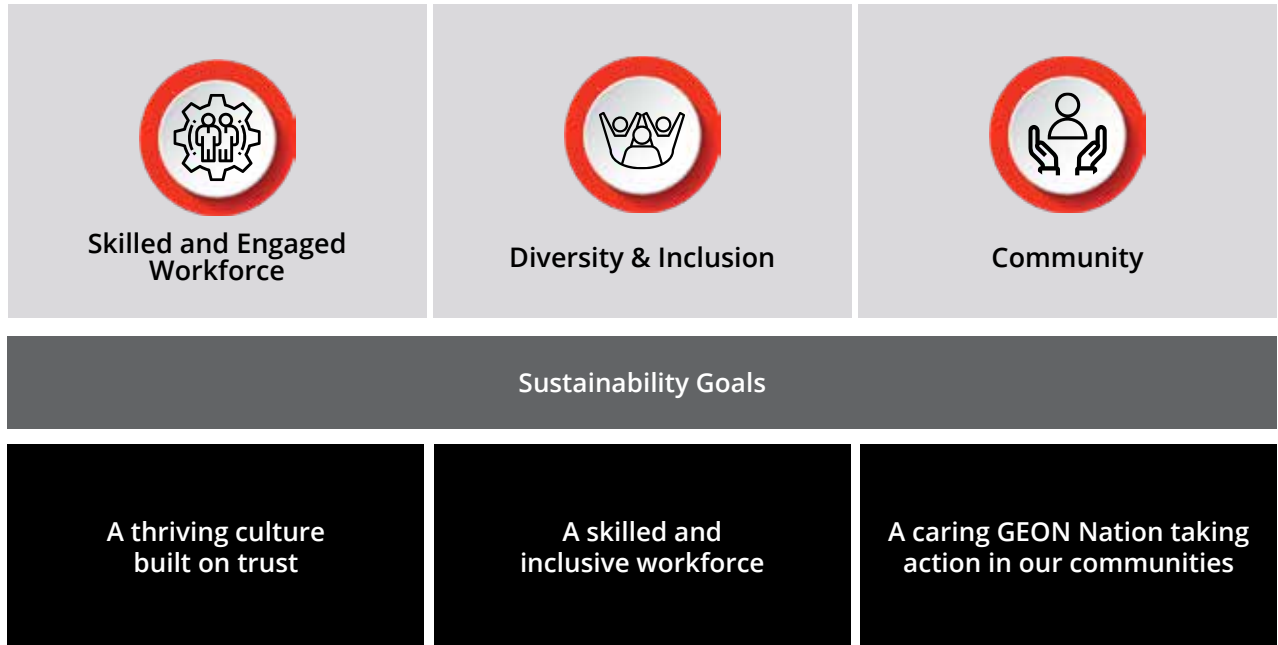 Skilled and Engaged
Workforce
Diversity & Inclusion
Community
Sustainability Goals
A thriving culture
built on trust
A skilled and
inclusive workforce
A caring GEON Nation taking
action in our communities